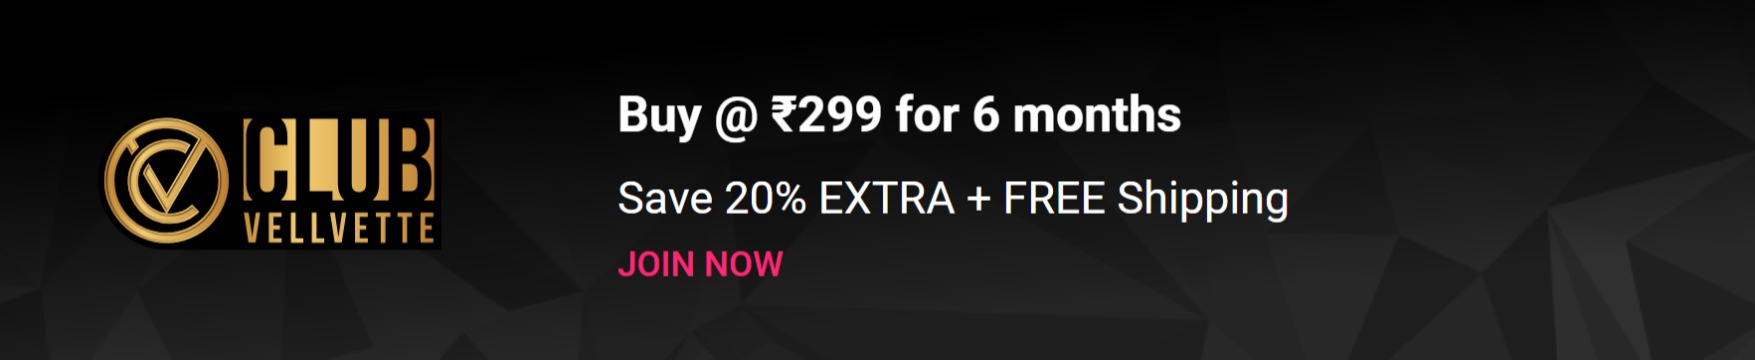 CLUB
VELLVETTE
Buy @ ₹299 for 6 months
Save 20% EXTRA + FREE Shipping
JOIN NOW